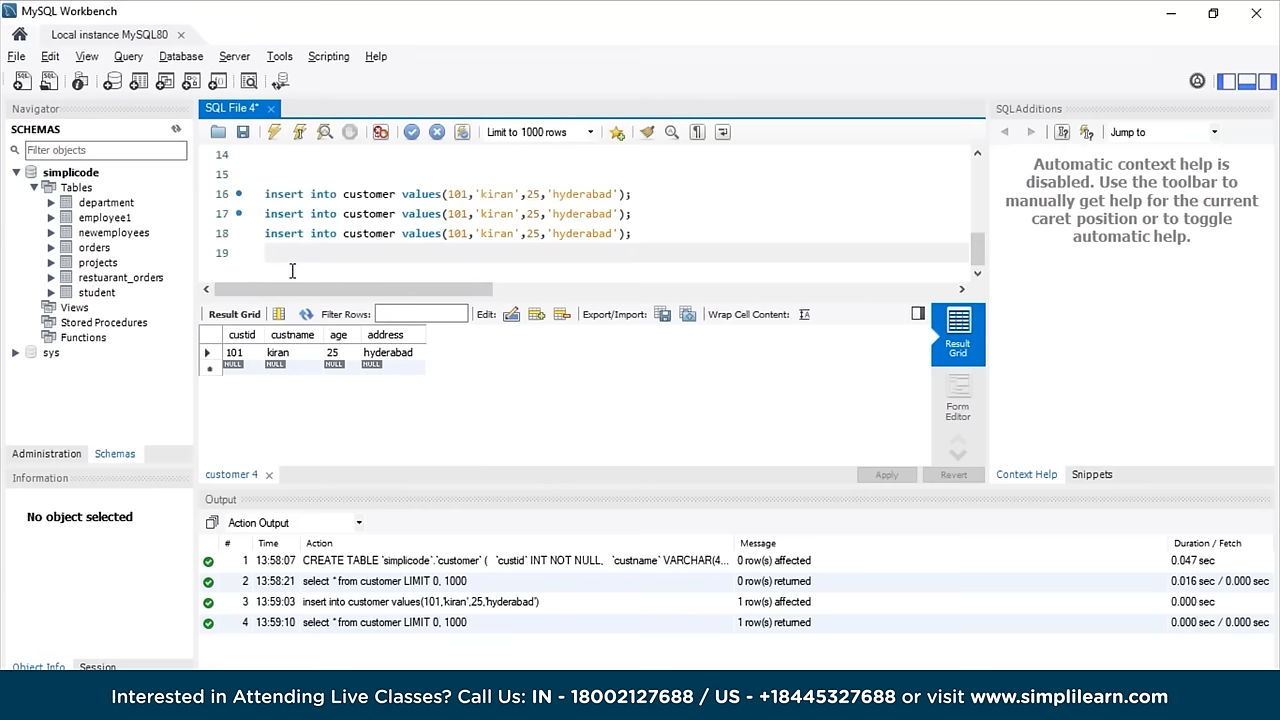 MySQL Workbench
Local instance MySQL80
File Edit View Query Database Server Tools Scripting Help
Navigator
SCHEMAS
Filter objects
simplicode
Tables
department
employee1
newemployees
orders
projects
restuarant_orders
student
Views
Stored Procedures
Functions
sys
Administration Schemas
Information
No object selected
Object Info Session
SQL File 4*
Limit to 1000 rows
14
15
16 insert into customer values(101,'kiran',25,'hyderabad');
17 insert into customer values(101,'kiran',25,'hyderabad');
18 insert into customer values(101,'kiran',25,'hyderabad');
19
Result Grid Filter Rows: Edit: Export/Import: Wrap Cell Content:
custid custname age address
101 kiran 25 hyderabad
NULL NULL NULL NULL
Result
Grid
Form
Editor
customer 4
Apply Revert
SQLAdditions
Jump to
Automatic context help is
disabled. Use the toolbar to
manually get help for the current
caret position or to toggle
automatic help.
Context Help Snippets
Output
Action Output
# Time Action Message Duration / Fetch
1 13:58:07 CREATE TABLE `simplicode`.`customer` ( `custid` INT NOT NULL, `custname` VARCHAR(4... 0 row(s) affected 0.047 sec
2 13:58:21 select * from customer LIMIT 0, 1000 0 row(s) returned 0.016 sec / 0.000 sec
3 13:59:03 insert into customer values(101,'kiran',25,'hyderabad') 1 row(s) affected 0.000 sec
4 13:59:10 select * from customer LIMIT 0, 1000 1 row(s) returned 0.000 sec / 0.000 sec
Interested in Attending Live Classes? Call Us: IN - 18002127688 / US - +18445327688 or visit www.simplilearn.com